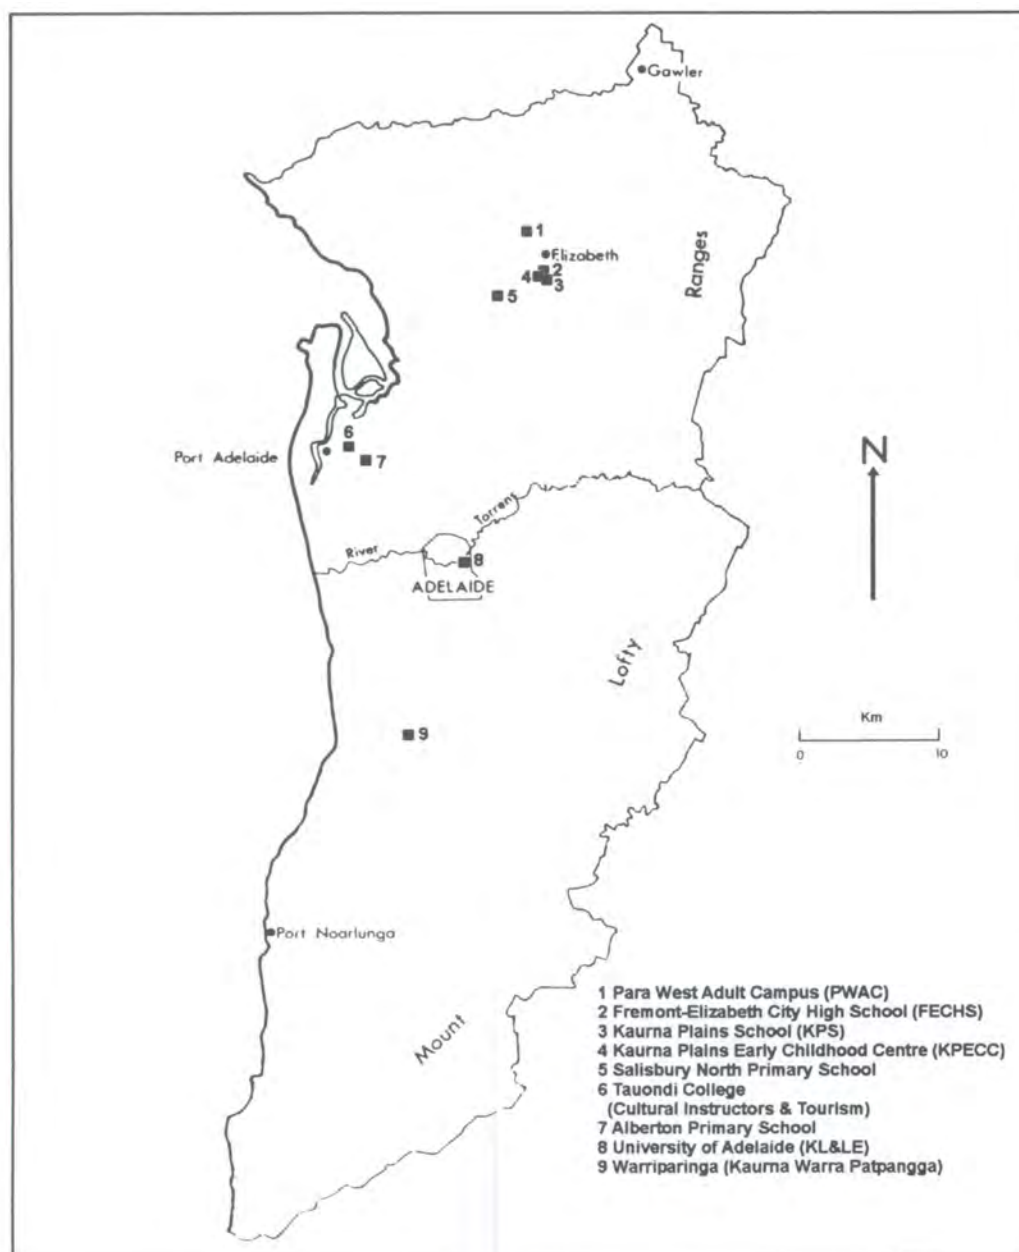 Gawler
1
Elizabeth
2
4
3
5
Ranges
6
Port Adelaide
7
N
Torrens
River
8
ADELAIDE
Lofty
Km
0 10
9
Port Noarlunga
Mount
1 Para West Adult Campus (PWAC)
2 Fremont-Elizabeth City High School (FECHS)
3 Kaurna Plains School (KPS)
4 Kaurna Plains Early Childhood Centre (KPECC)
5 Salisbury North Primary School
6 Tauondi College
(Cultural Instructors & Tourism)
7 Alberton Primary School
8 University of Adelaide (KL&LE)
9 Warriparinga (Kaurna Warra Patpangga)